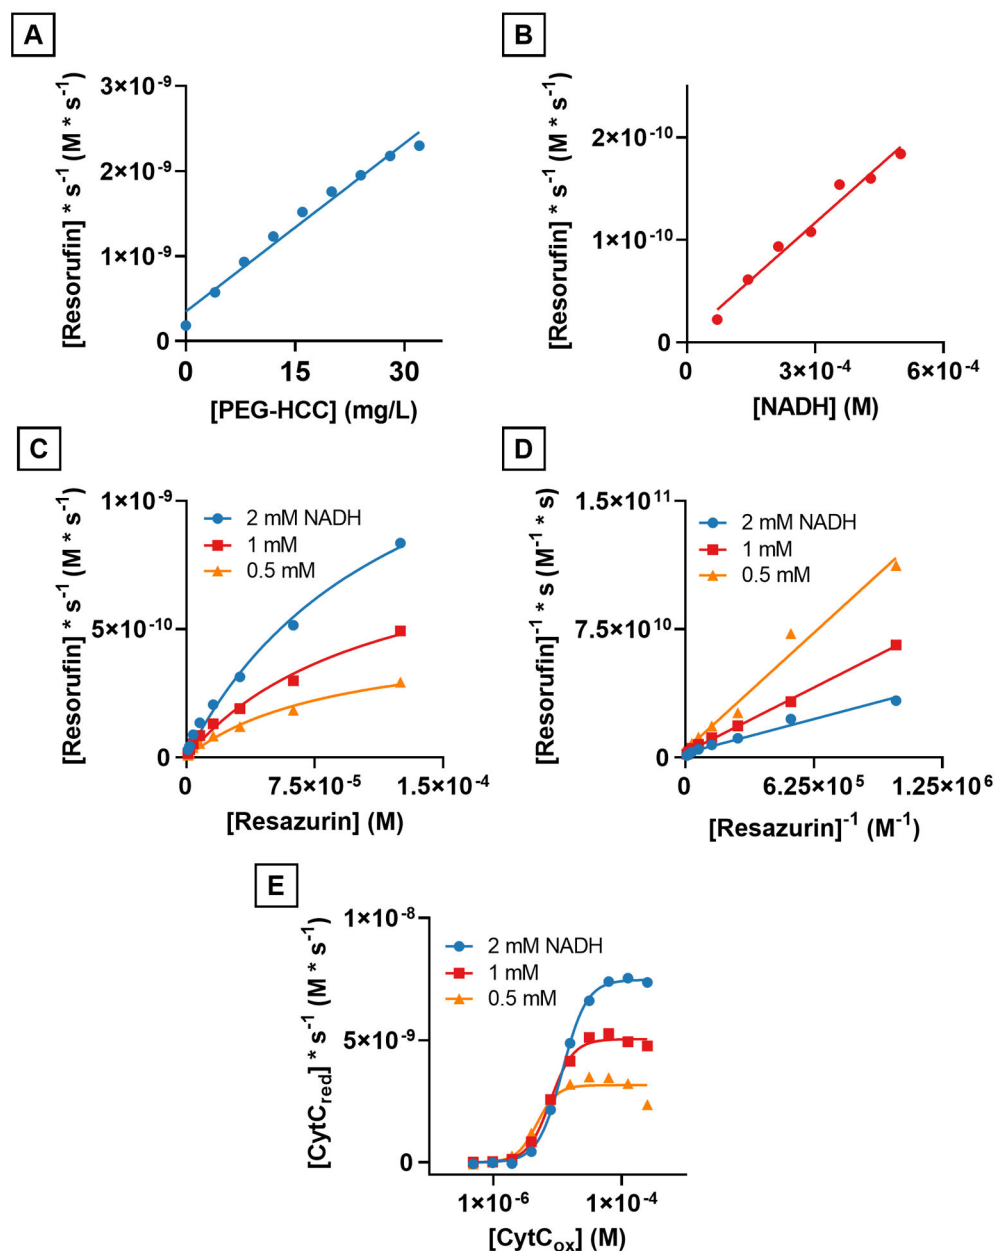 A
[Resorufin] * s⁻¹ (M * s⁻¹)
3×10⁻⁹
2×10⁻⁹
1×10⁻⁹
0
0
15
30
[PEG-HCC] (mg/L)
B
[Resorufin] * s⁻¹ (M * s⁻¹)
2×10⁻¹⁰
1×10⁻¹⁰
0
0
3×10⁻⁴
6×10⁻⁴
[NADH] (M)
C
[Resorufin] * s⁻¹ (M * s⁻¹)
1×10⁻⁹
5×10⁻¹⁰
0
2 mM NADH
1 mM
0.5 mM
0
7.5×10⁻⁵
1.5×10⁻⁴
[Resazurin] (M)
D
[Resorufin]⁻¹ * s (M⁻¹ * s)
1.5×10¹¹
7.5×10¹⁰
0
2 mM NADH
1 mM
0.5 mM
0
6.25×10⁵
1.25×10⁶
[Resazurin]⁻¹ (M⁻¹)
E
[CytC_red] * s⁻¹ (M * s⁻¹)
1×10⁻⁸
5×10⁻⁹
0
2 mM NADH
1 mM
0.5 mM
1×10⁻⁶
1×10⁻⁴
[CytC_ox] (M)